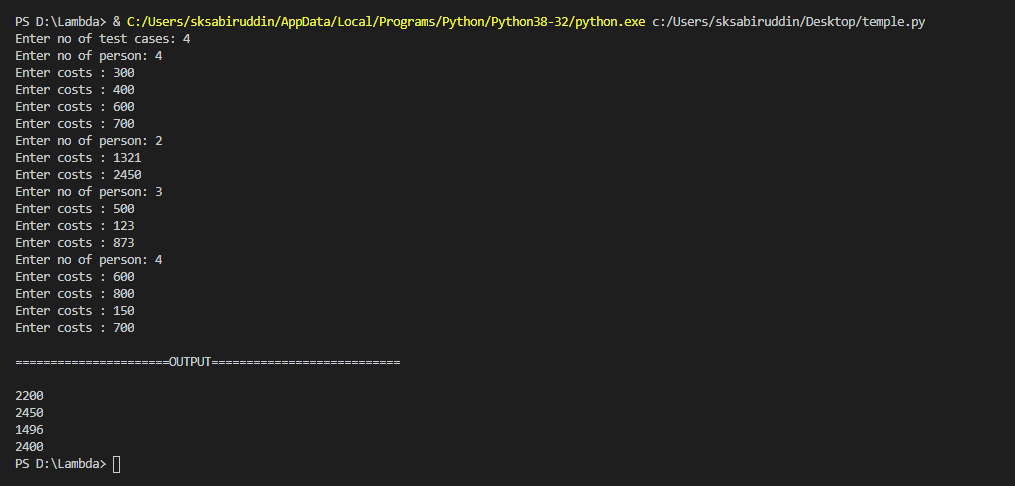 PS D:\Lambda> & C:/Users/sksabiruddin/AppData/Local/Programs/Python/Python38-32/python.exe c:/Users/sksabiruddin/Desktop/temple.py
Enter no of test cases: 4
Enter no of person: 4
Enter costs : 300
Enter costs : 400
Enter costs : 600
Enter costs : 700
Enter no of person: 2
Enter costs : 1321
Enter costs : 2450
Enter no of person: 3
Enter costs : 500
Enter costs : 123
Enter costs : 873
Enter no of person: 4
Enter costs : 600
Enter costs : 800
Enter costs : 150
Enter costs : 700
======================OUTPUT===========================
2200
2450
1496
2400
PS D:\Lambda>